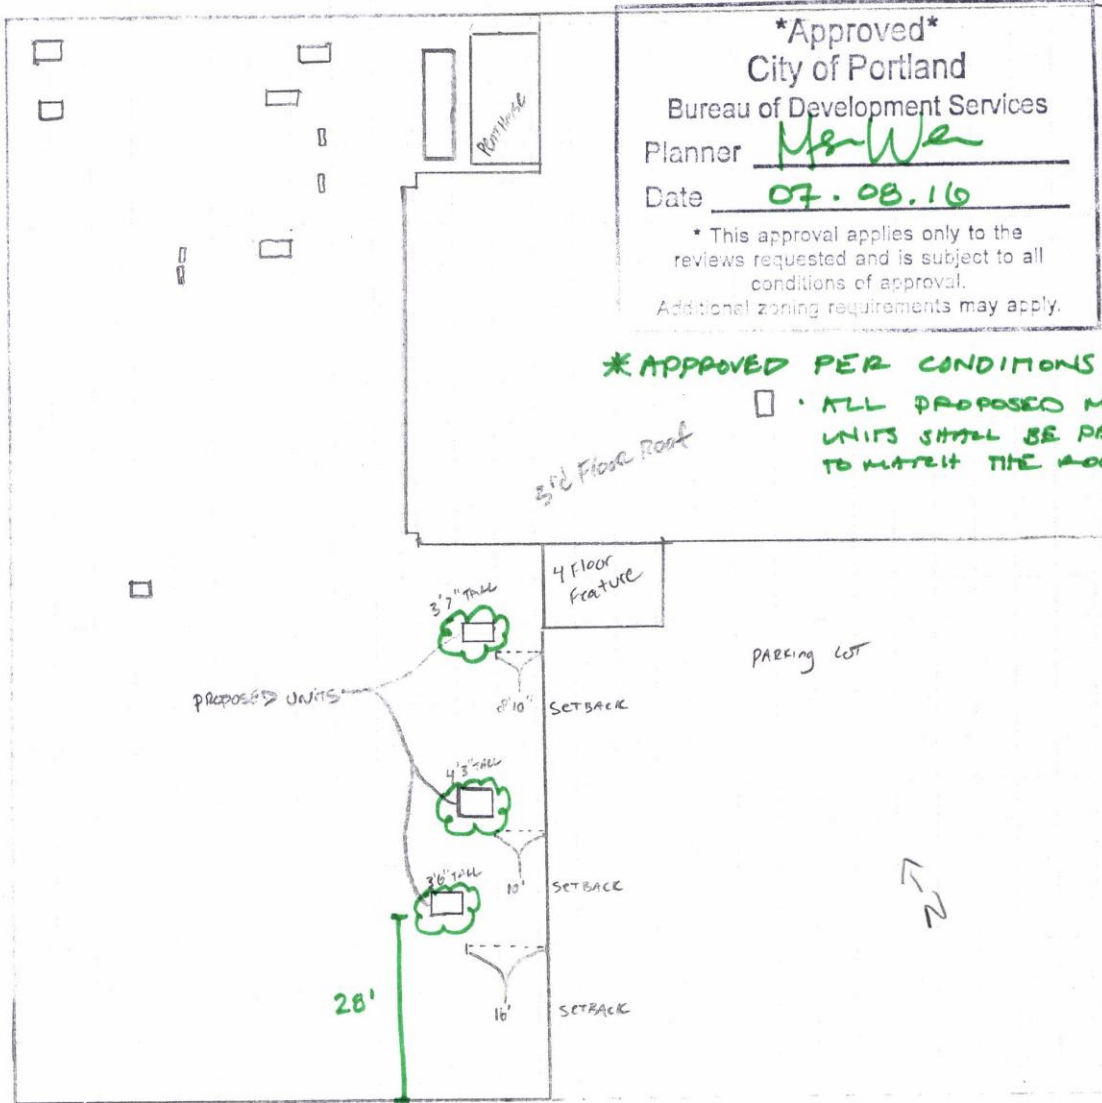 *Approved*
City of Portland
Bureau of Development Services
Planner
Date 07.08.16
* This approval applies only to the
reviews requested and is subject to all
conditions of approval.
Additional zoning requirements may apply.
PentHouse
* APPROVED PER CONDITIONS
· ALL PROPOSED
UNITS SHALL BE
TO MATCH THE
3rd Floor Roof
4 Floor
Feature
3'7" TALL
PARKING LOT
PROPOSED UNITS
8'10" SETBACK
4'3" TALL
10' SETBACK
3'6" TALL
N
28'
16' SETBACK